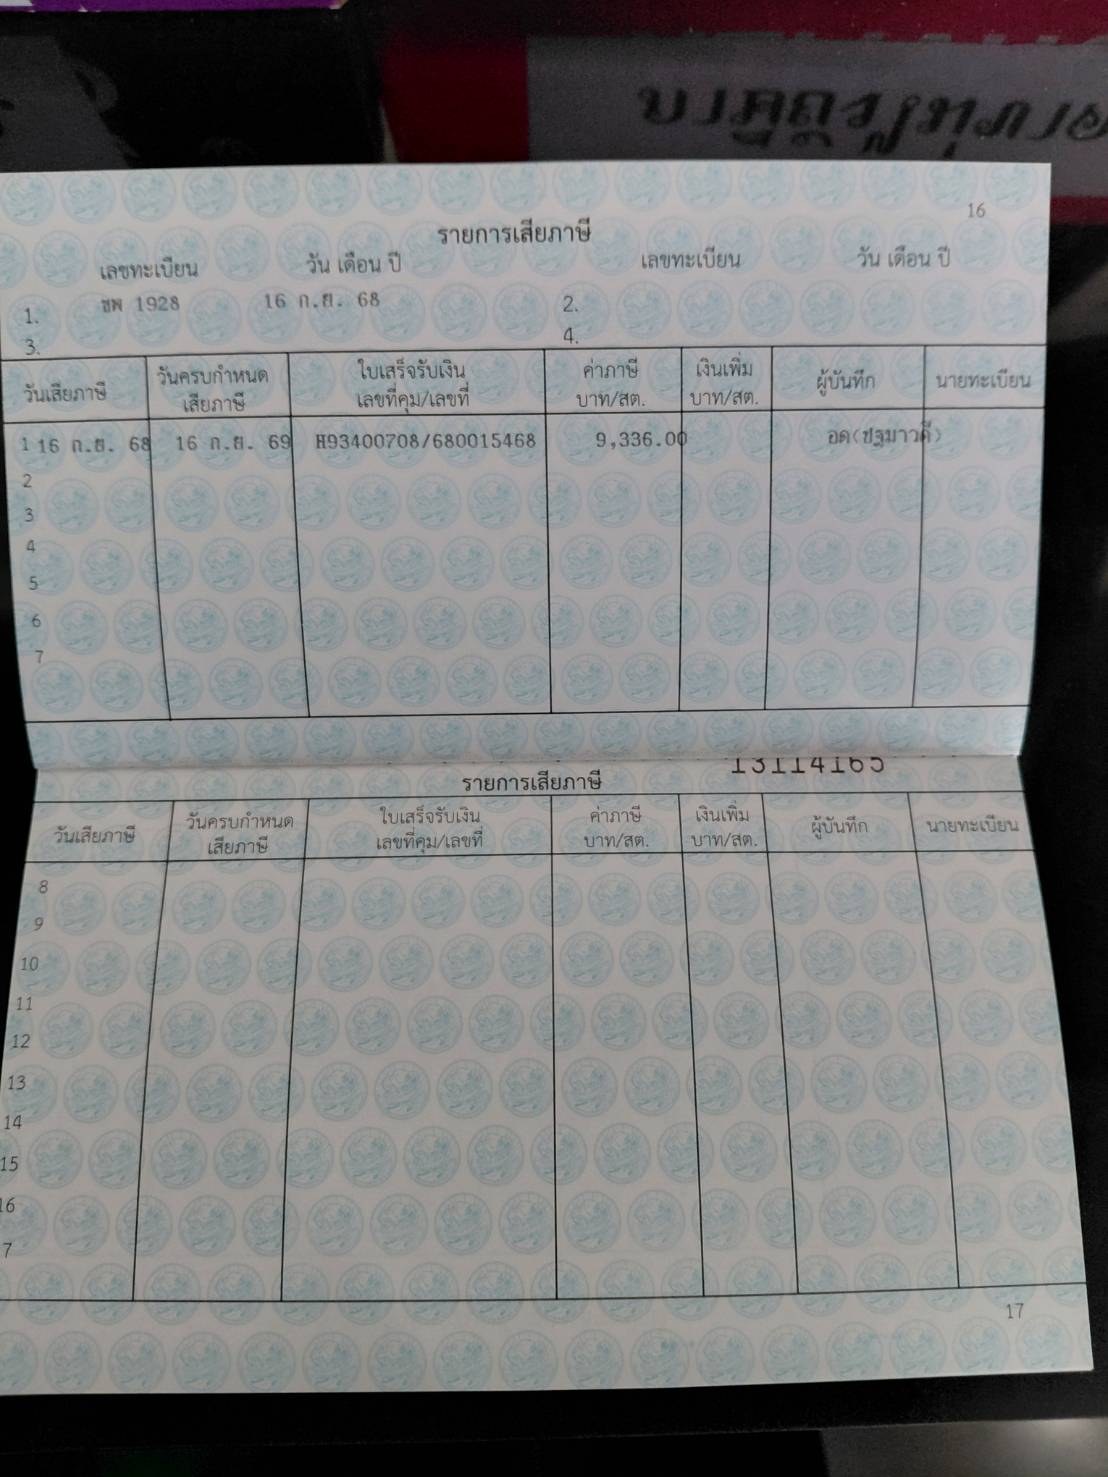 16
รายการเสียภาษี
เลขทะเบียน วัน เดือน ปี เลขทะเบียน วัน เดือน ปี
1. ชพ 1928 16 ก.ย. 68 2.
3. 4.
วันเสียภาษี วันครบกำหนดเสียภาษี ใบเสร็จรับเงิน เลขที่คุม/เลขที่ ค่าภาษี บาท/สต. เงินเพิ่ม บาท/สต. ผู้บันทึก นายทะเบียน
1 16 ก.ย. 68 16 ก.ย. 69 H93400708/680015468 9,336.00 อด(ปฐมาวดี)
2
3
4
5
6
7
13114165
รายการเสียภาษี
วันเสียภาษี วันครบกำหนดเสียภาษี ใบเสร็จรับเงิน เลขที่คุม/เลขที่ ค่าภาษี บาท/สต. เงินเพิ่ม บาท/สต. ผู้บันทึก นายทะเบียน
8
9
10
11
12
13
14
15
16
7
17